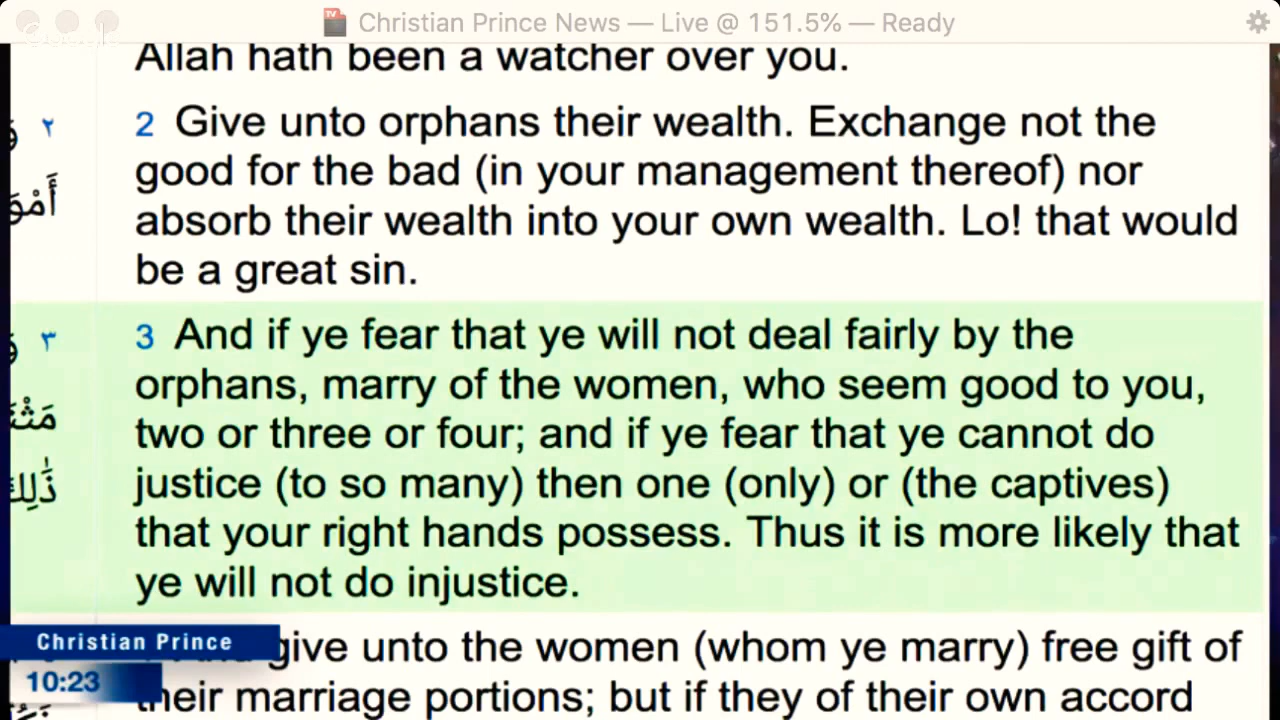 Christian Prince News — Live @ 151.5% — Ready
Allah hath been a watcher over you.
٢
2 Give unto orphans their wealth. Exchange not the
good for the bad (in your management thereof) nor
absorb their wealth into your own wealth. Lo! that would
be a great sin.
٣
3 And if ye fear that ye will not deal fairly by the
orphans, marry of the women, who seem good to you,
two or three or four; and if ye fear that ye cannot do
justice (to so many) then one (only) or (the captives)
that your right hands possess. Thus it is more likely that
ye will not do injustice.
ذَٰلِكَ
Christian Prince
give unto the women (whom ye marry) free gift of
10:23
their marriage portions; but if they of their own accord